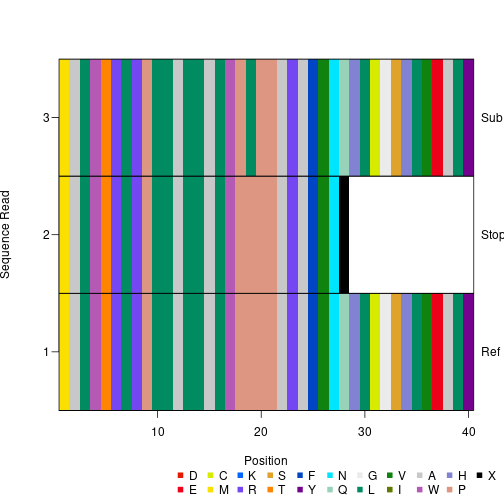 Sequence Read
3
Sub
2
Stop
1
Ref
10 20 30 40
Position
D C K S F N G V A H X
E M R T Y Q L I W P